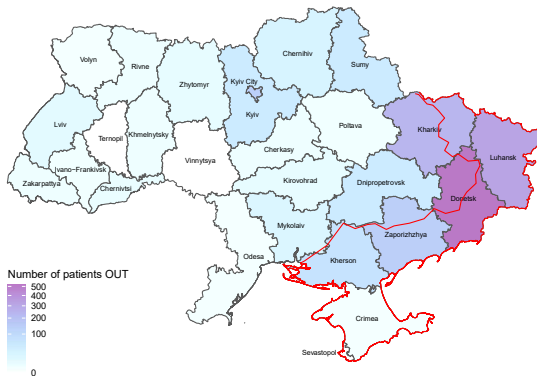 Volyn
Rivne
Chernihiv
Sumy
Zhytomyr
Kyiv City
Kyiv
Lviv
Ternopil
Khmelnytsky
Poltava
Kharkiv
Cherkasy
Luhansk
Vinnytsya
Ivano−Frankivsk
Zakarpattya
Chernivtsi
Kirovohrad
Dnipropetrovsk
Donetsk
Mykolaiv
Zaporizhzhya
Odesa
Kherson
Crimea
Sevastopol
Number of patients OUT
500
400
300
200
100
0